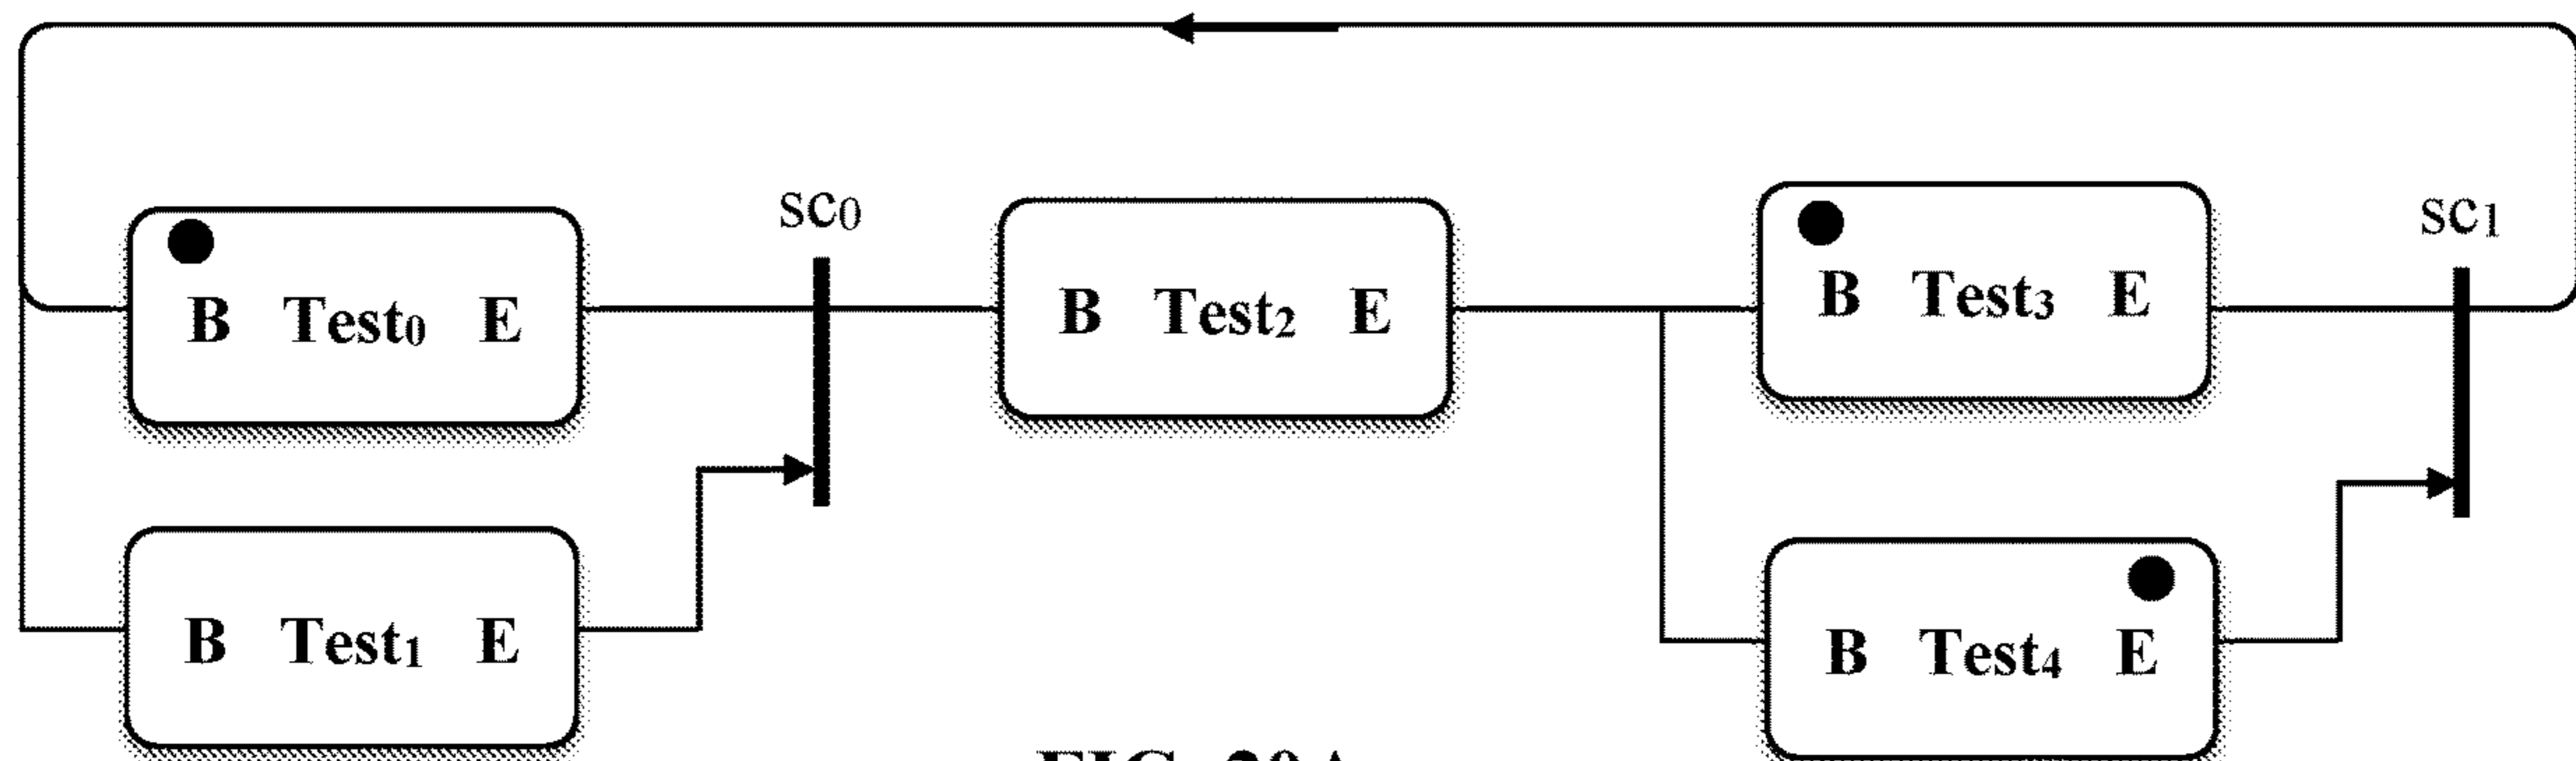 sc₀
sc₁
B Test₀ E
B Test₂ E
B Test₃ E
B Test₁ E
B Test₄ E